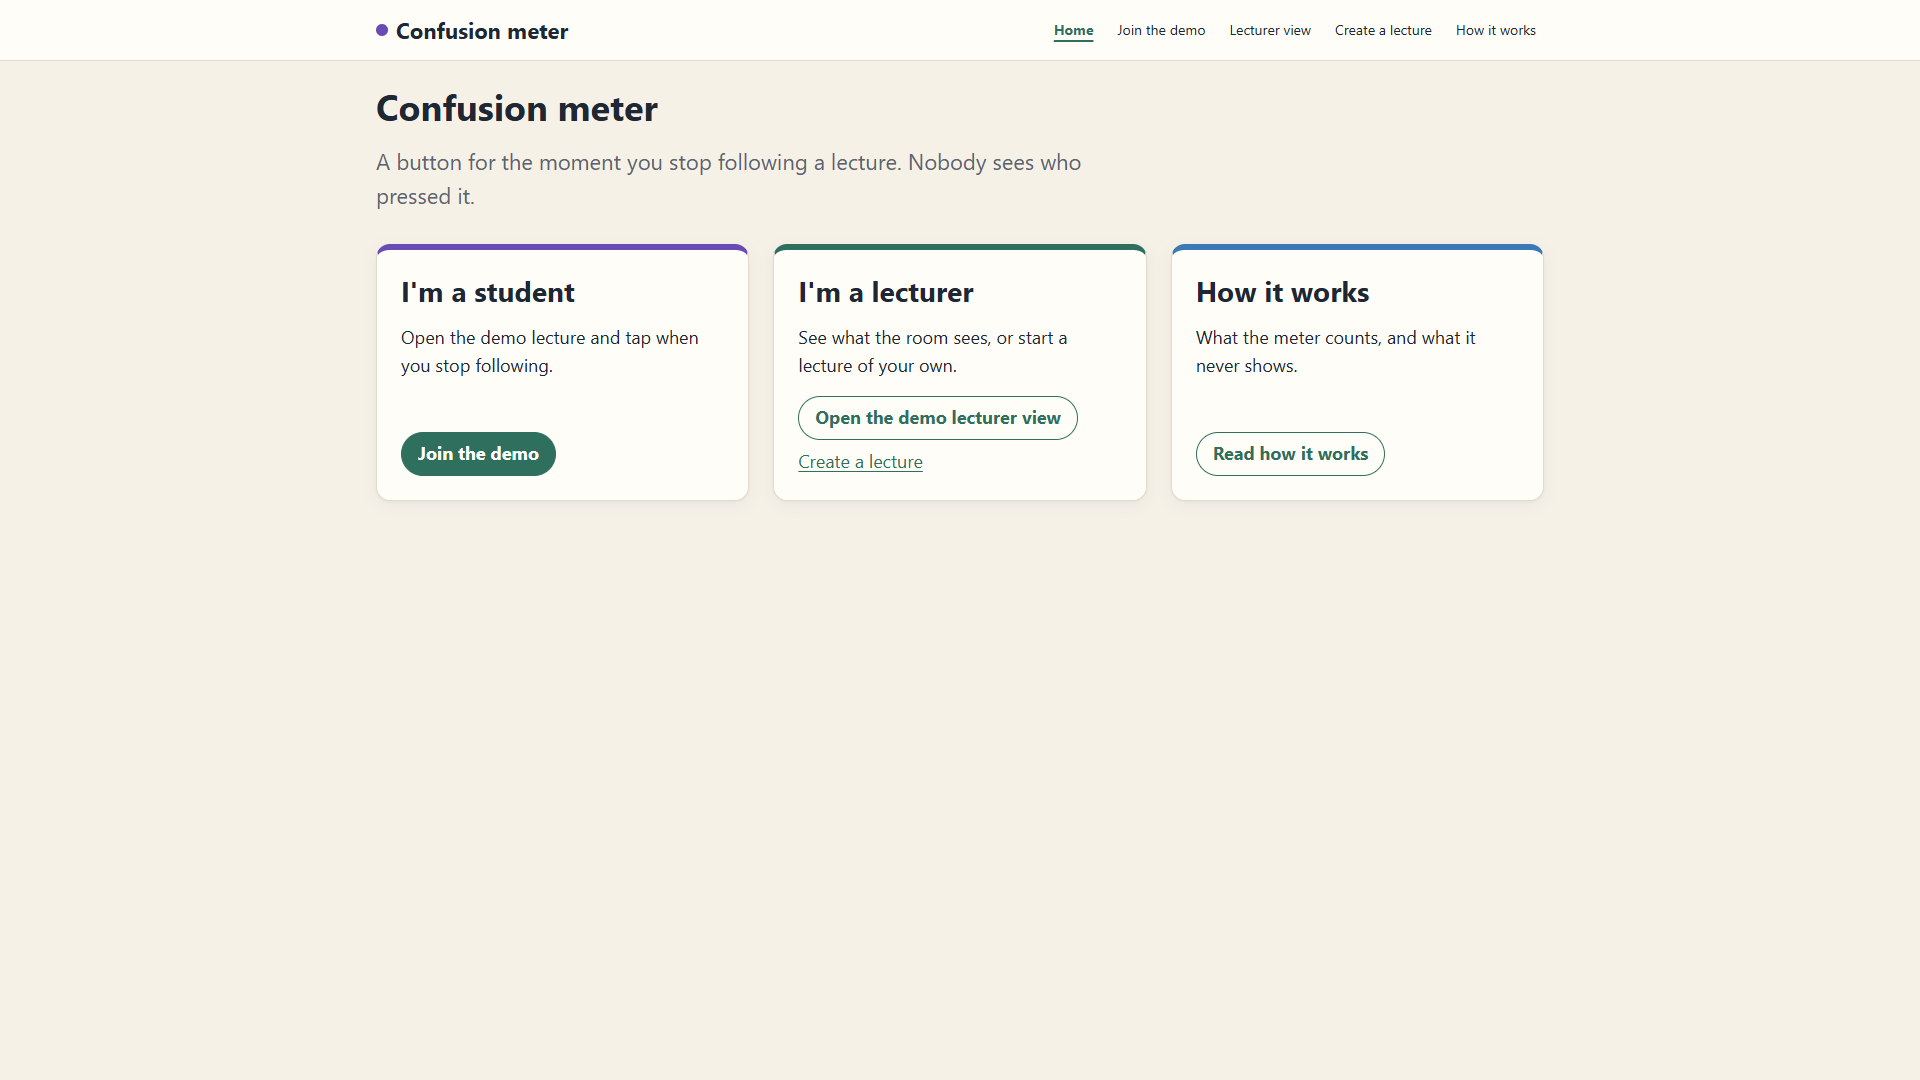 Confusion meter
Home
Join the demo
Lecturer view
Create a lecture
How it works
Confusion meter
A button for the moment you stop following a lecture. Nobody sees who
pressed it.
I'm a student
Open the demo lecture and tap when
you stop following.
Join the demo
I'm a lecturer
See what the room sees, or start a
lecture of your own.
Open the demo lecturer view
Create a lecture
How it works
What the meter counts, and what it
never shows.
Read how it works